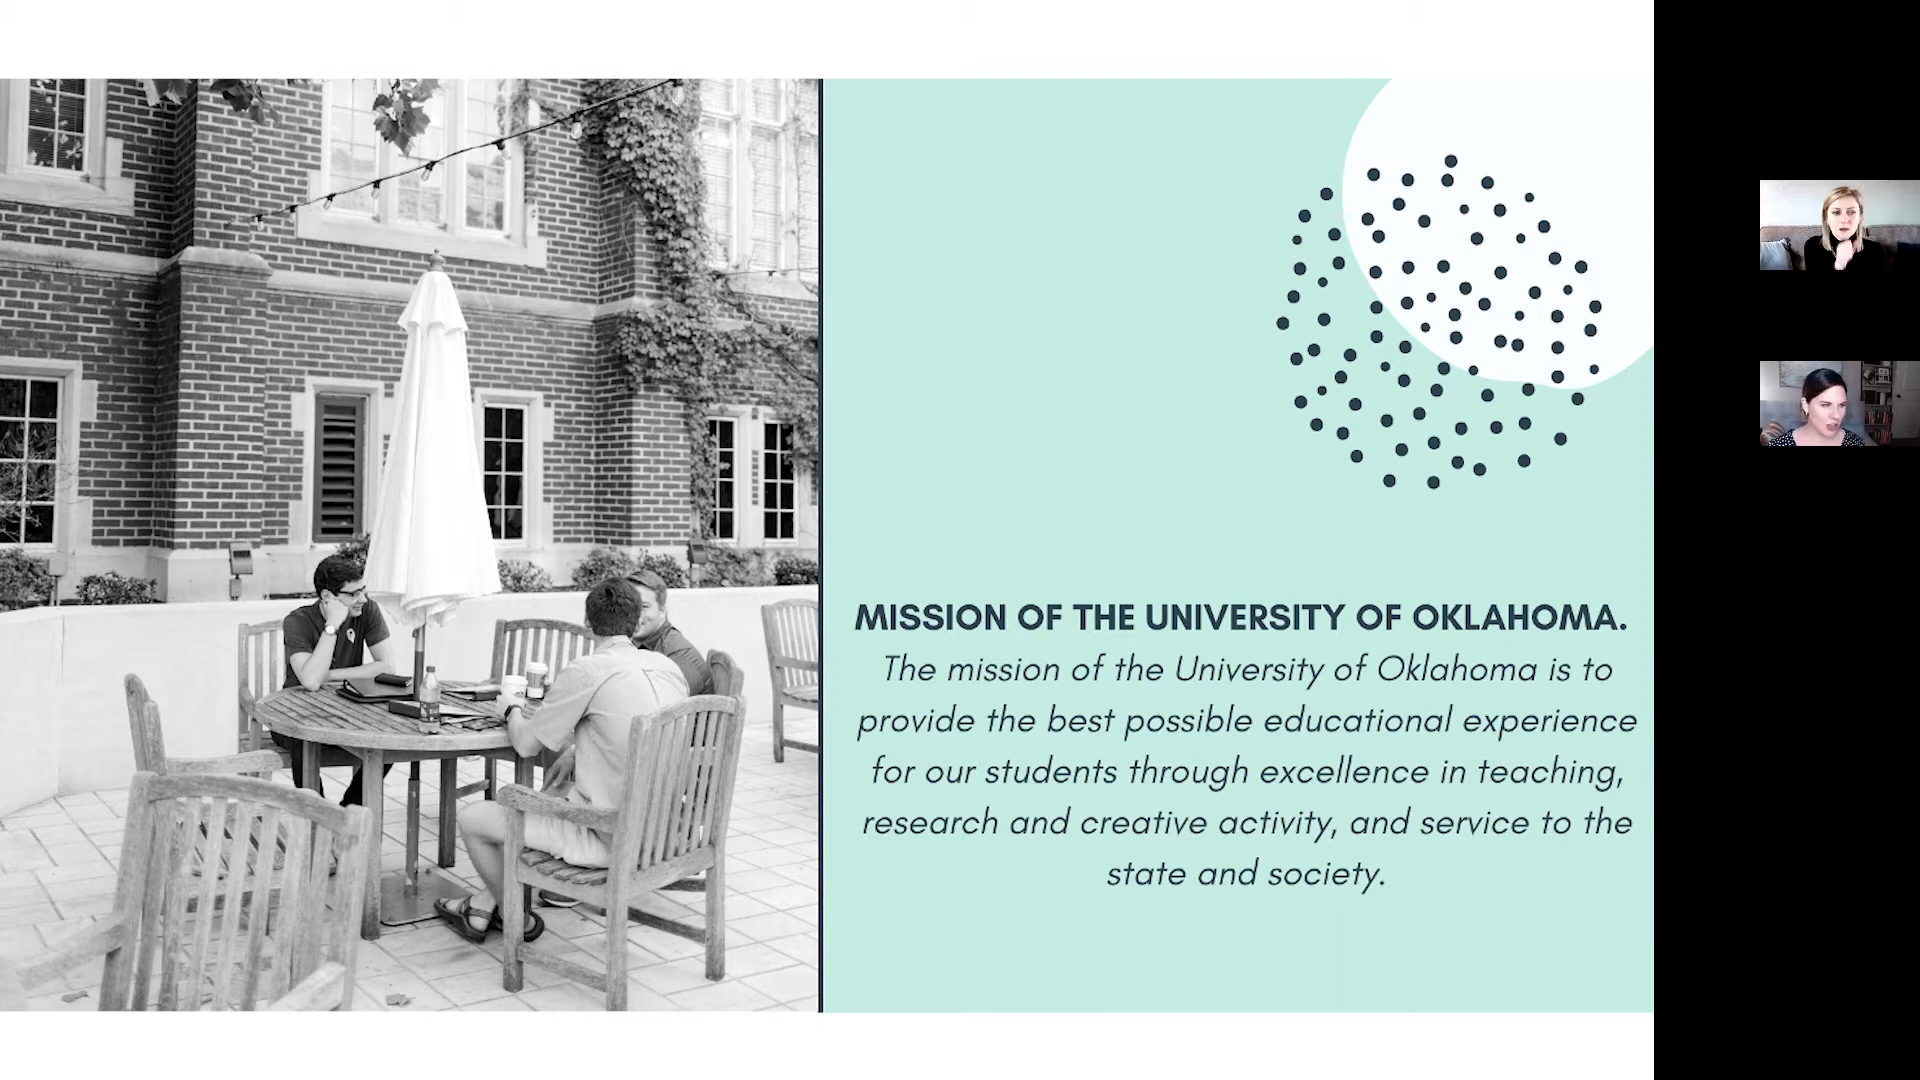 MISSION OF THE UNIVERSITY OF OKLAHOMA.
The mission of the University of Oklahoma is to
provide the best possible educational experience
for our students through excellence in teaching,
research and creative activity, and service to the
state and society.